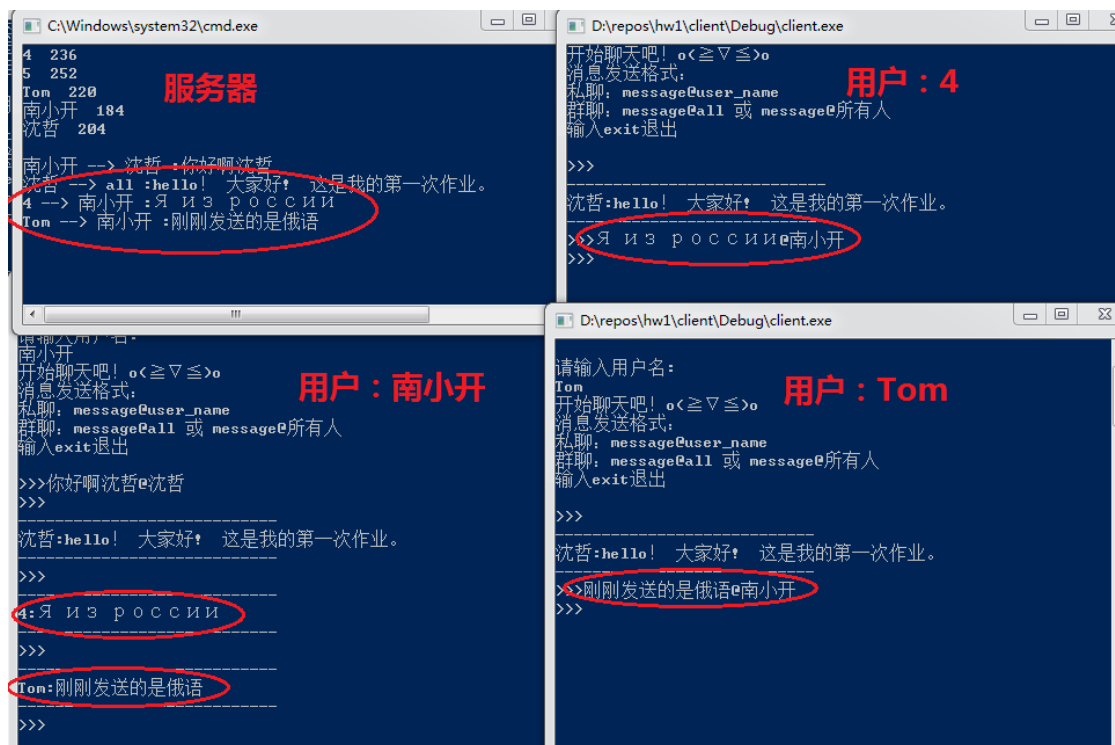 C:\Windows\system32\cmd.exe
4  236
5  252
Tom  220
南小开  184
沈哲  204
服务器
南小开 --> 沈哲 :你好啊沈哲
沈哲 --> all :hello!  大家好!  这是我的第一次作业。
4 --> 南小开 :Я из россии
Tom --> 南小开 :刚刚发送的是俄语
D:\repos\hw1\client\Debug\client.exe
开始聊天吧! o(≧▽≦)o
消息发送格式:
私聊: message@user_name
群聊: message@all 或 message@所有人
输入exit退出
用户:4
>>>
------------------------------
沈哲:hello!  大家好!  这是我的第一次作业。
------------------------------
>>>Я из россии@南小开
>>>
请输入用户名:
南小开
开始聊天吧! o(≧▽≦)o
消息发送格式:
私聊: message@user_name
群聊: message@all 或 message@所有人
输入exit退出
用户:南小开
>>>你好啊沈哲@沈哲
>>>
------------------------------
沈哲:hello!  大家好!  这是我的第一次作业。
------------------------------
>>>
------------------------------
4:Я из россии
------------------------------
>>>
------------------------------
Tom:刚刚发送的是俄语
------------------------------
>>>
D:\repos\hw1\client\Debug\client.exe
请输入用户名:
Tom
开始聊天吧! o(≧▽≦)o
消息发送格式:
私聊: message@user_name
群聊: message@all 或 message@所有人
输入exit退出
用户:Tom
>>>
------------------------------
沈哲:hello!  大家好!  这是我的第一次作业。
------------------------------
>>>刚刚发送的是俄语@南小开
>>>